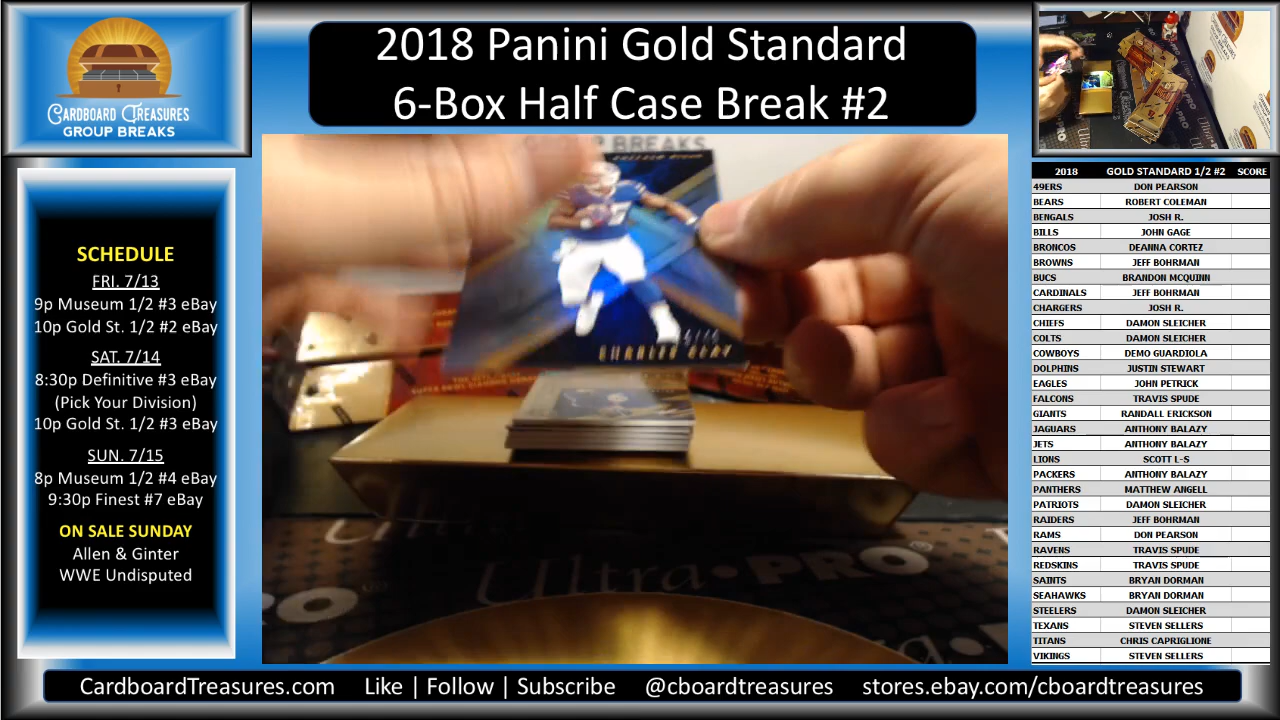 CARDBOARD TREASURES
GROUP BREAKS
2018 Panini Gold Standard
6-Box Half Case Break #2
SCHEDULE
FRI. 7/13
9p Museum 1/2 #3 eBay
10p Gold St. 1/2 #2 eBay
SAT. 7/14
8:30p Definitive #3 eBay
(Pick Your Division)
10p Gold St. 1/2 #3 eBay
SUN. 7/15
8p Museum 1/2 #4 eBay
9:30p Finest #7 eBay
ON SALE SUNDAY
Allen & Ginter
WWE Undisputed
GROUP BREAKS
CHARLES CLAY
Ultra•PRO
2018 GOLD STANDARD 1/2 #2 SCORE
49ERS DON PEARSON
BEARS ROBERT COLEMAN
BENGALS JOSH R.
BILLS JOHN GAGE
BRONCOS DEANNA CORTEZ
BROWNS JEFF BOHRMAN
BUCS BRANDON MCQUINN
CARDINALS JEFF BOHRMAN
CHARGERS JOSH R.
CHIEFS DAMON SLEICHER
COLTS DAMON SLEICHER
COWBOYS DEMO GUARDIOLA
DOLPHINS JUSTIN STEWART
EAGLES JOHN PETRICK
FALCONS TRAVIS SPUDE
GIANTS RANDALL ERICKSON
JAGUARS ANTHONY BALAZY
JETS ANTHONY BALAZY
LIONS SCOTT L-S
PACKERS ANTHONY BALAZY
PANTHERS MATTHEW ANGELL
PATRIOTS DAMON SLEICHER
RAIDERS JEFF BOHRMAN
RAMS DON PEARSON
RAVENS TRAVIS SPUDE
REDSKINS TRAVIS SPUDE
SAINTS BRYAN DORMAN
SEAHAWKS BRYAN DORMAN
STEELERS DAMON SLEICHER
TEXANS STEVEN SELLERS
TITANS CHRIS CAPRIGLIONE
VIKINGS STEVEN SELLERS
CardboardTreasures.com Like | Follow | Subscribe @cboardtreasures stores.ebay.com/cboardtreasures